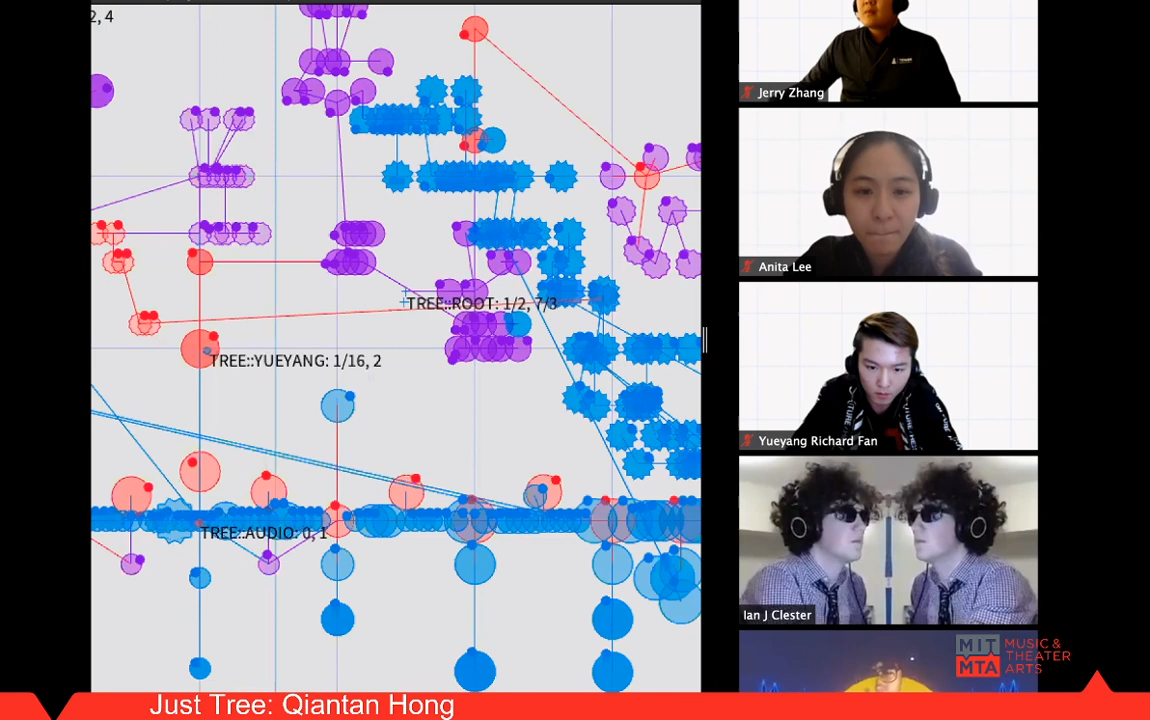 2, 4
TREE::ROOT: 1/2, 7/3
TREE::YUEYANG: 1/16, 2
TREE::AUDIO: 0, 1
Jerry Zhang
Anita Lee
Yueyang Richard Fan
Ian J Clester
MIT
MTA
MUSIC &
THEATER
ARTS
Just Tree: Qiantan Hong